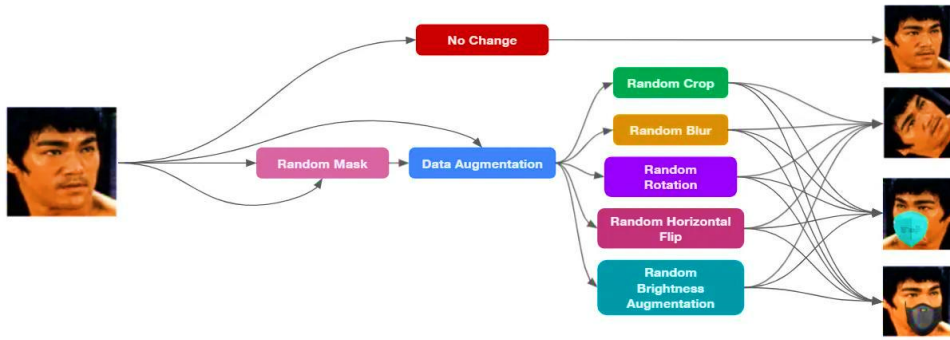 No Change
Random Crop
Random Blur
Random Mask
Data Augmentation
Random
Rotation
Random Horizontal
Flip
Random
Brightness
Augmentation